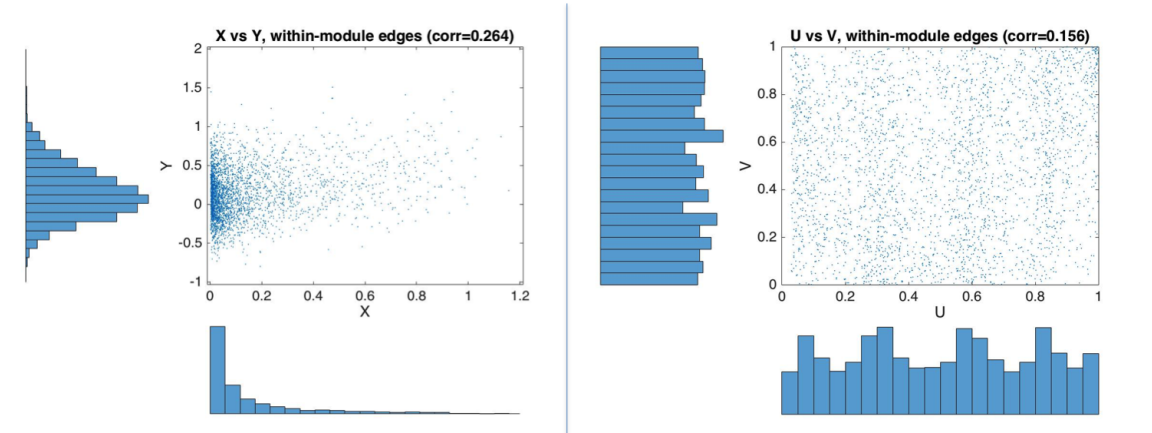 X vs Y, within-module edges (corr=0.264)
2
1.5
1
0.5
0
-0.5
-1
Y
0 0.2 0.4 0.6 0.8 1 1.2
X
U vs V, within-module edges (corr=0.156)
1
0.8
0.6
0.4
0.2
0
V
0 0.2 0.4 0.6 0.8 1
U